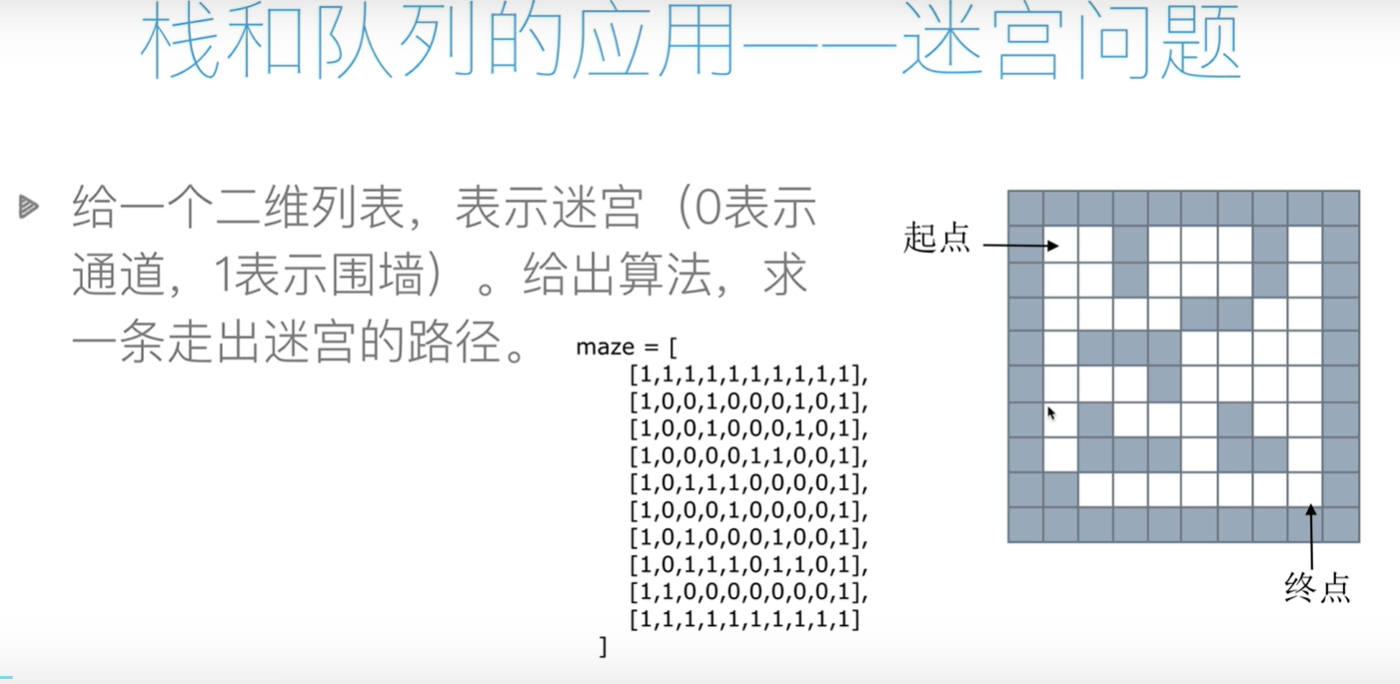 栈和队列的应用——迷宫问题
给一个二维列表，表示迷宫（0表示
通道，1表示围墙）。给出算法，求
一条走出迷宫的路径。
maze = [
[1,1,1,1,1,1,1,1,1,1],
[1,0,0,1,0,0,0,1,0,1],
[1,0,0,1,0,0,0,1,0,1],
[1,0,0,0,0,1,1,0,0,1],
[1,0,1,1,1,0,0,0,0,1],
[1,0,0,0,1,0,0,0,0,1],
[1,0,1,0,0,0,1,0,0,1],
[1,0,1,1,1,0,1,1,0,1],
[1,1,0,0,0,0,0,0,0,1],
[1,1,1,1,1,1,1,1,1,1]
]
起点
终点